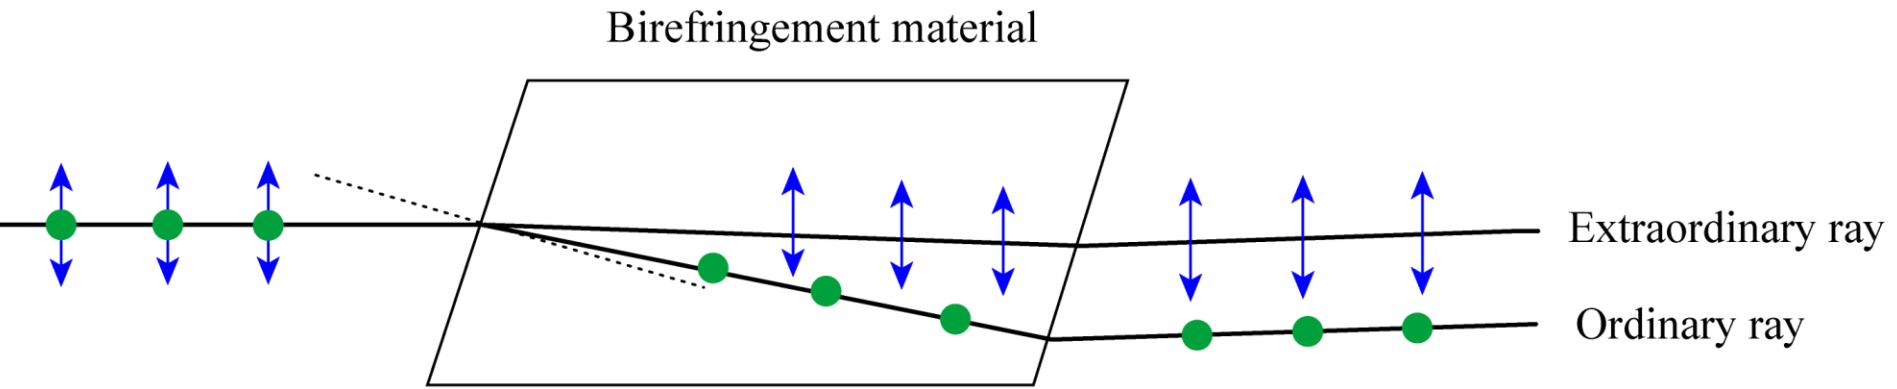 Birefringement material
Extraordinary ray
Ordinary ray